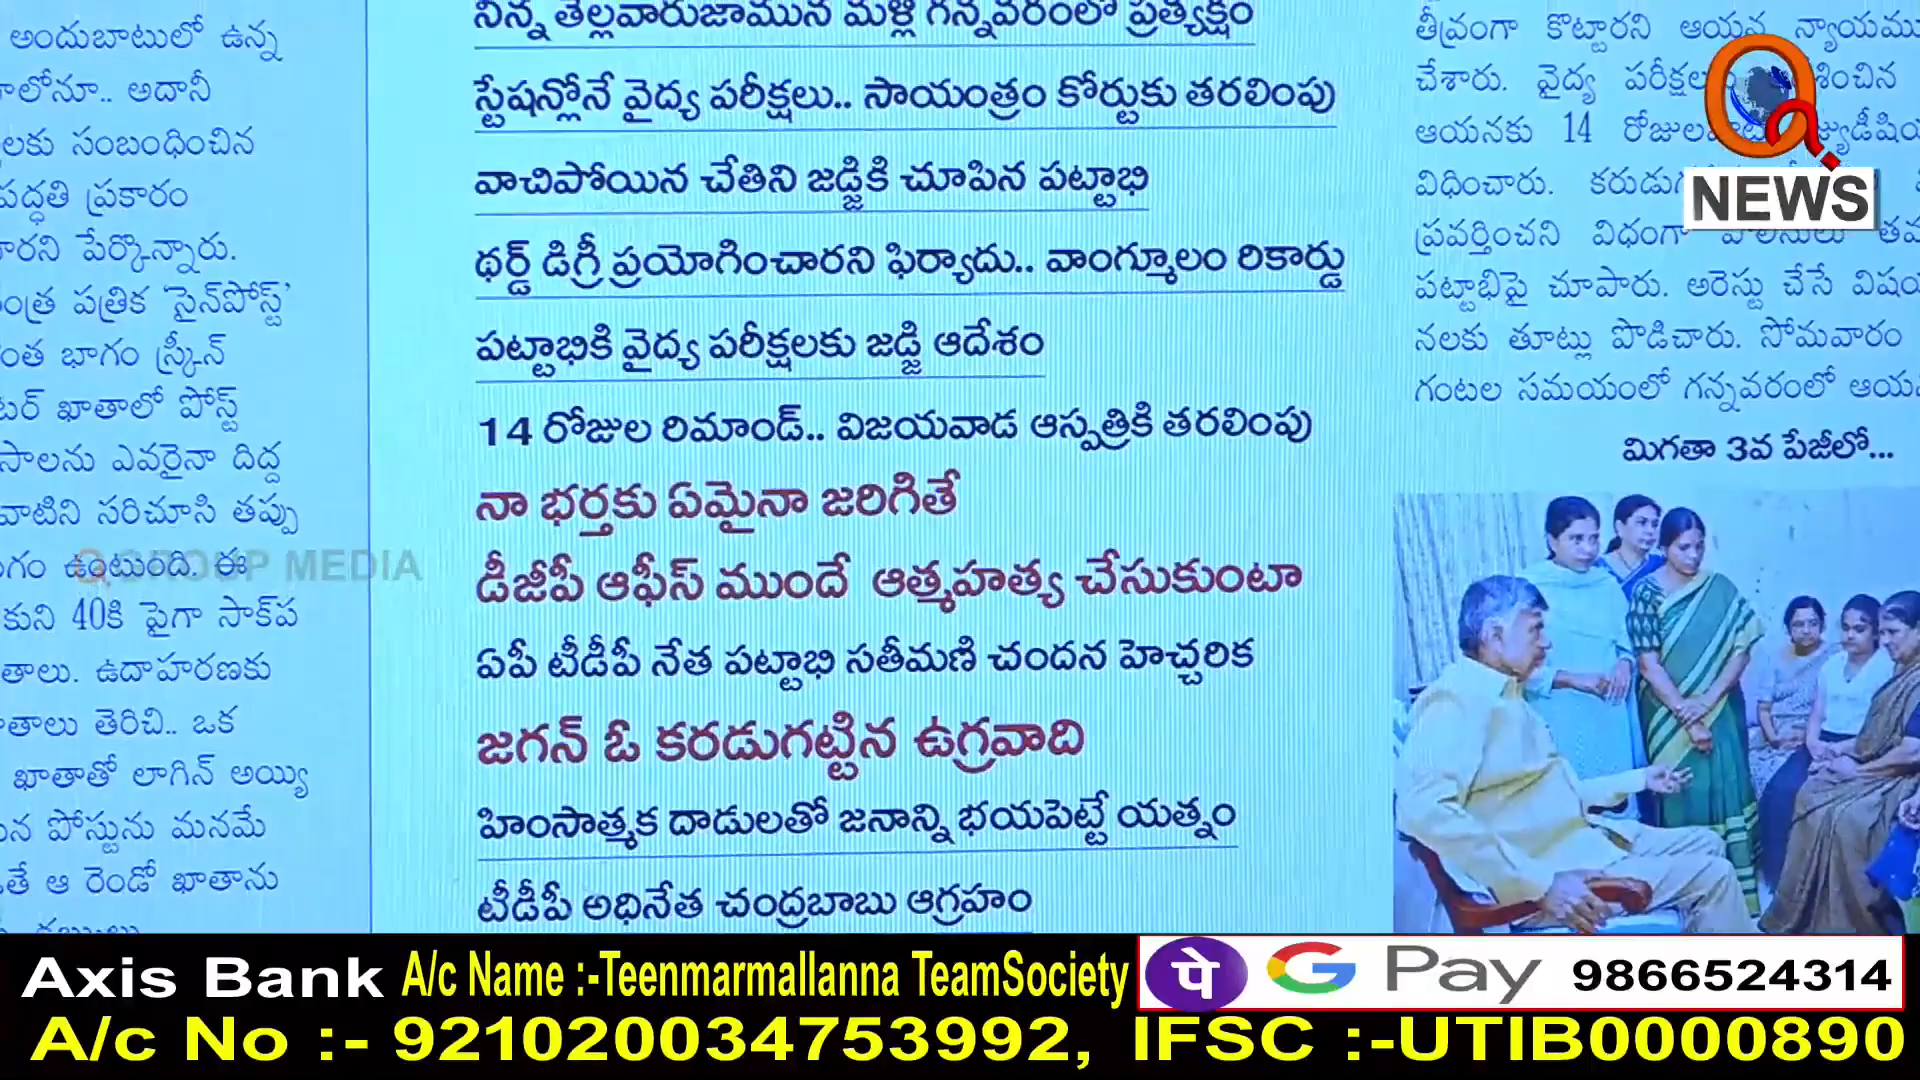 అందుబాటులో ఉన్న
అదానీ
లకు సంబంధించిన
పద్ధతి ప్రకారం
పేర్కొన్నారు.
పత్రిక 'సైన్‌పోస్ట్'
భాగం స్క్రీన్
ఖాతాలో పోస్ట్
ఎవరైనా దిద్ద
వాటిని సరిచూసి తప్పు
ఉంటుంది. ఈ
40కి పైగా సాక్‌ప
ఉదాహరణకు
తెరిచి.. ఒక
ఖాతాతో లాగిన్ అయ్యి
పోస్టును మనమే
ఆ రెండో ఖాతాను
నిన్న తెల్లవారుజామున మళ్లీ గన్నవరంలో ప్రత్యక్షం
స్టేషన్లోనే వైద్య పరీక్షలు.. సాయంత్రం కోర్టుకు తరలింపు
వాచిపోయిన చేతిని జడ్జికి చూపిన పట్టాభి
థర్డ్ డిగ్రీ ప్రయోగించారని ఫిర్యాదు.. వాంగ్మూలం రికార్డు
పట్టాభికి వైద్య పరీక్షలకు జడ్జి ఆదేశం
14 రోజుల రిమాండ్.. విజయవాడ ఆస్పత్రికి తరలింపు
నా భర్తకు ఏమైనా జరిగితే
డీజీపీ ఆఫీస్ ముందే ఆత్మహత్య చేసుకుంటా
ఏపీ టీడీపీ నేత పట్టాభి సతీమణి చందన హెచ్చరిక
జగన్ ఓ కరడుగట్టిన ఉగ్రవాది
హింసాత్మక దాడులతో జనాన్ని భయపెట్టే యత్నం
టీడీపీ అధినేత చంద్రబాబు ఆగ్రహం
తీవ్రంగా కొట్టారని ఆయన న్యాయము
చేశారు. వైద్య
ఆయనకు 14
విధించారు.
ప్రవర్తించని విధంగా
పట్టాభిపై చూపారు. అరెస్టు చేసే విషయ
నలకు తూట్లు పొడిచారు. సోమవారం
గంటల సమయంలో గన్నవరంలో ఆయన
మిగతా 3వ పేజీలో...
Q
NEWS
Q GROUP MEDIA
Axis Bank A/c Name :-Teenmarmallanna TeamSociety
पे G Pay 9866524314
A/c No :- 921020034753992, IFSC :-UTIB0000890